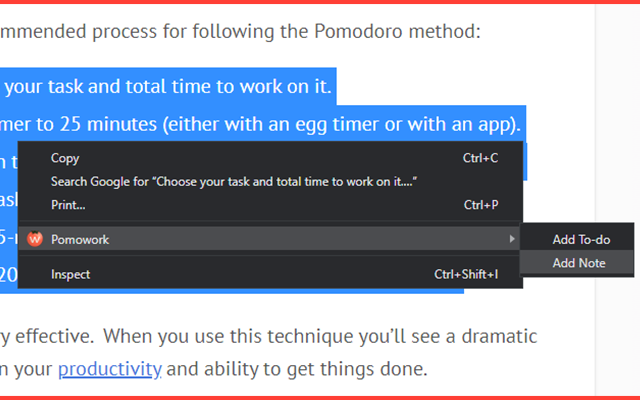 mmended process for following the Pomodoro method:
your task and total time to work on it.
mer to 25 minutes (either with an egg timer or with an app).
Copy Ctrl+C
Search Google for “Choose your task and total time to work on it....”
Print... Ctrl+P
Pomowork
Add To-do
Add Note
Inspect Ctrl+Shift+I
20
y effective. When you use this technique you’ll see a dramatic
n your productivity and ability to get things done.